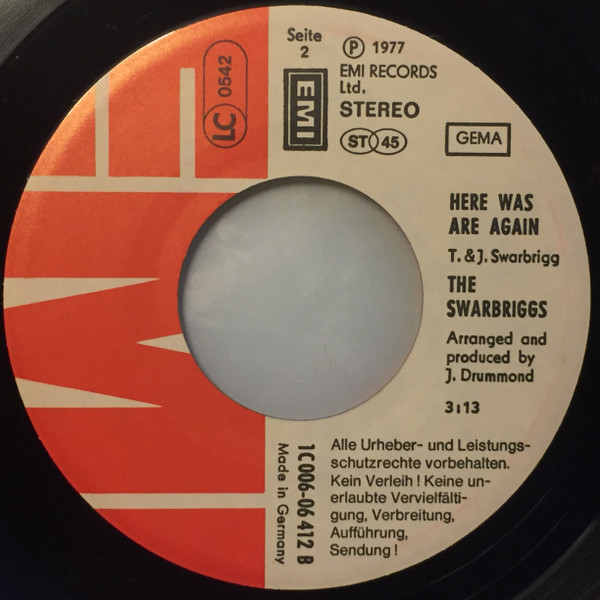 Seite
2
℗ 1977
EMI RECORDS
Ltd.
STEREO
ST 45
LC 0542
EMI
GEMA
HERE WAS
ARE AGAIN
T. & J. Swarbrigg
THE
SWARBRIGGS
Arranged and
produced by
J. Drummond
3:13
1C 006-06 412 B
Made in Germany
Alle Urheber- und Leistungs-
schutzrechte vorbehalten.
Kein Verleih! Keine un-
erlaubte Vervielfälti-
gung, Verbreitung,
Aufführung,
Sendung!